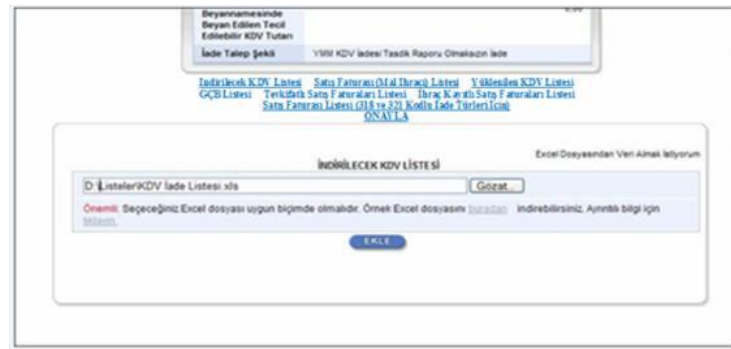 Beyannamesinde
Beyan Edilen Tecil
Edilebilir KDV Tutarı
0,00
İade Talep Şekli YMM KDV İadesi Tasdik Raporu Olmaksızın İade
İndirilecek KDV Listesi Satış Faturası(Mal İhracı) Listesi Yüklenilen KDV Listesi
GÇB Listesi Tevkifatlı Satış Faturaları Listesi İhraç Kayıtlı Satış Faturaları Listesi
Satış Faturası Listesi (318 ve 321 Kodlu İade Türleri İçin)
ONAYLA
Excel Dosyasından Veri Almak İstiyorum
İNDİRİLECEK KDV LİSTESİ
D:\Listeler\KDV İade Listesi.xls Gözat...
Önemli: Seçeceğiniz Excel dosyası uygun biçimde olmalıdır. Örnek Excel dosyasını buradan indirebilirsiniz. Ayrıntılı bilgi için
tıklayın.
EKLE